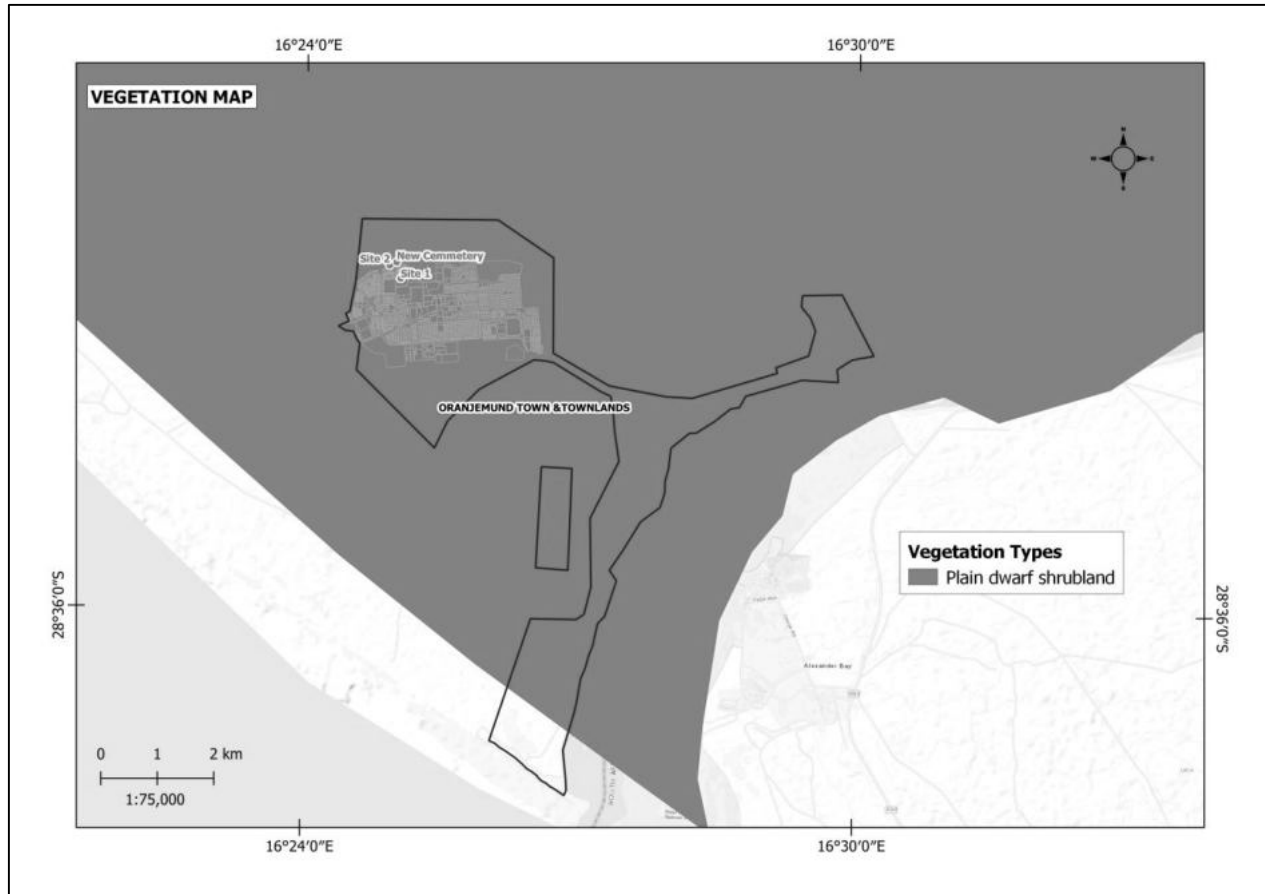 16°24'0"E 16°30'0"E
VEGETATION MAP
N
W E
S
Site 2 New Cemmetery
Site 1
ORANJEMUND TOWN &TOWNLANDS
Vegetation Types
Plain dwarf shrubland
28°36'0"S 28°36'0"S
Alexander Bay
0 1 2 km
1:75,000
16°24'0"E 16°30'0"E